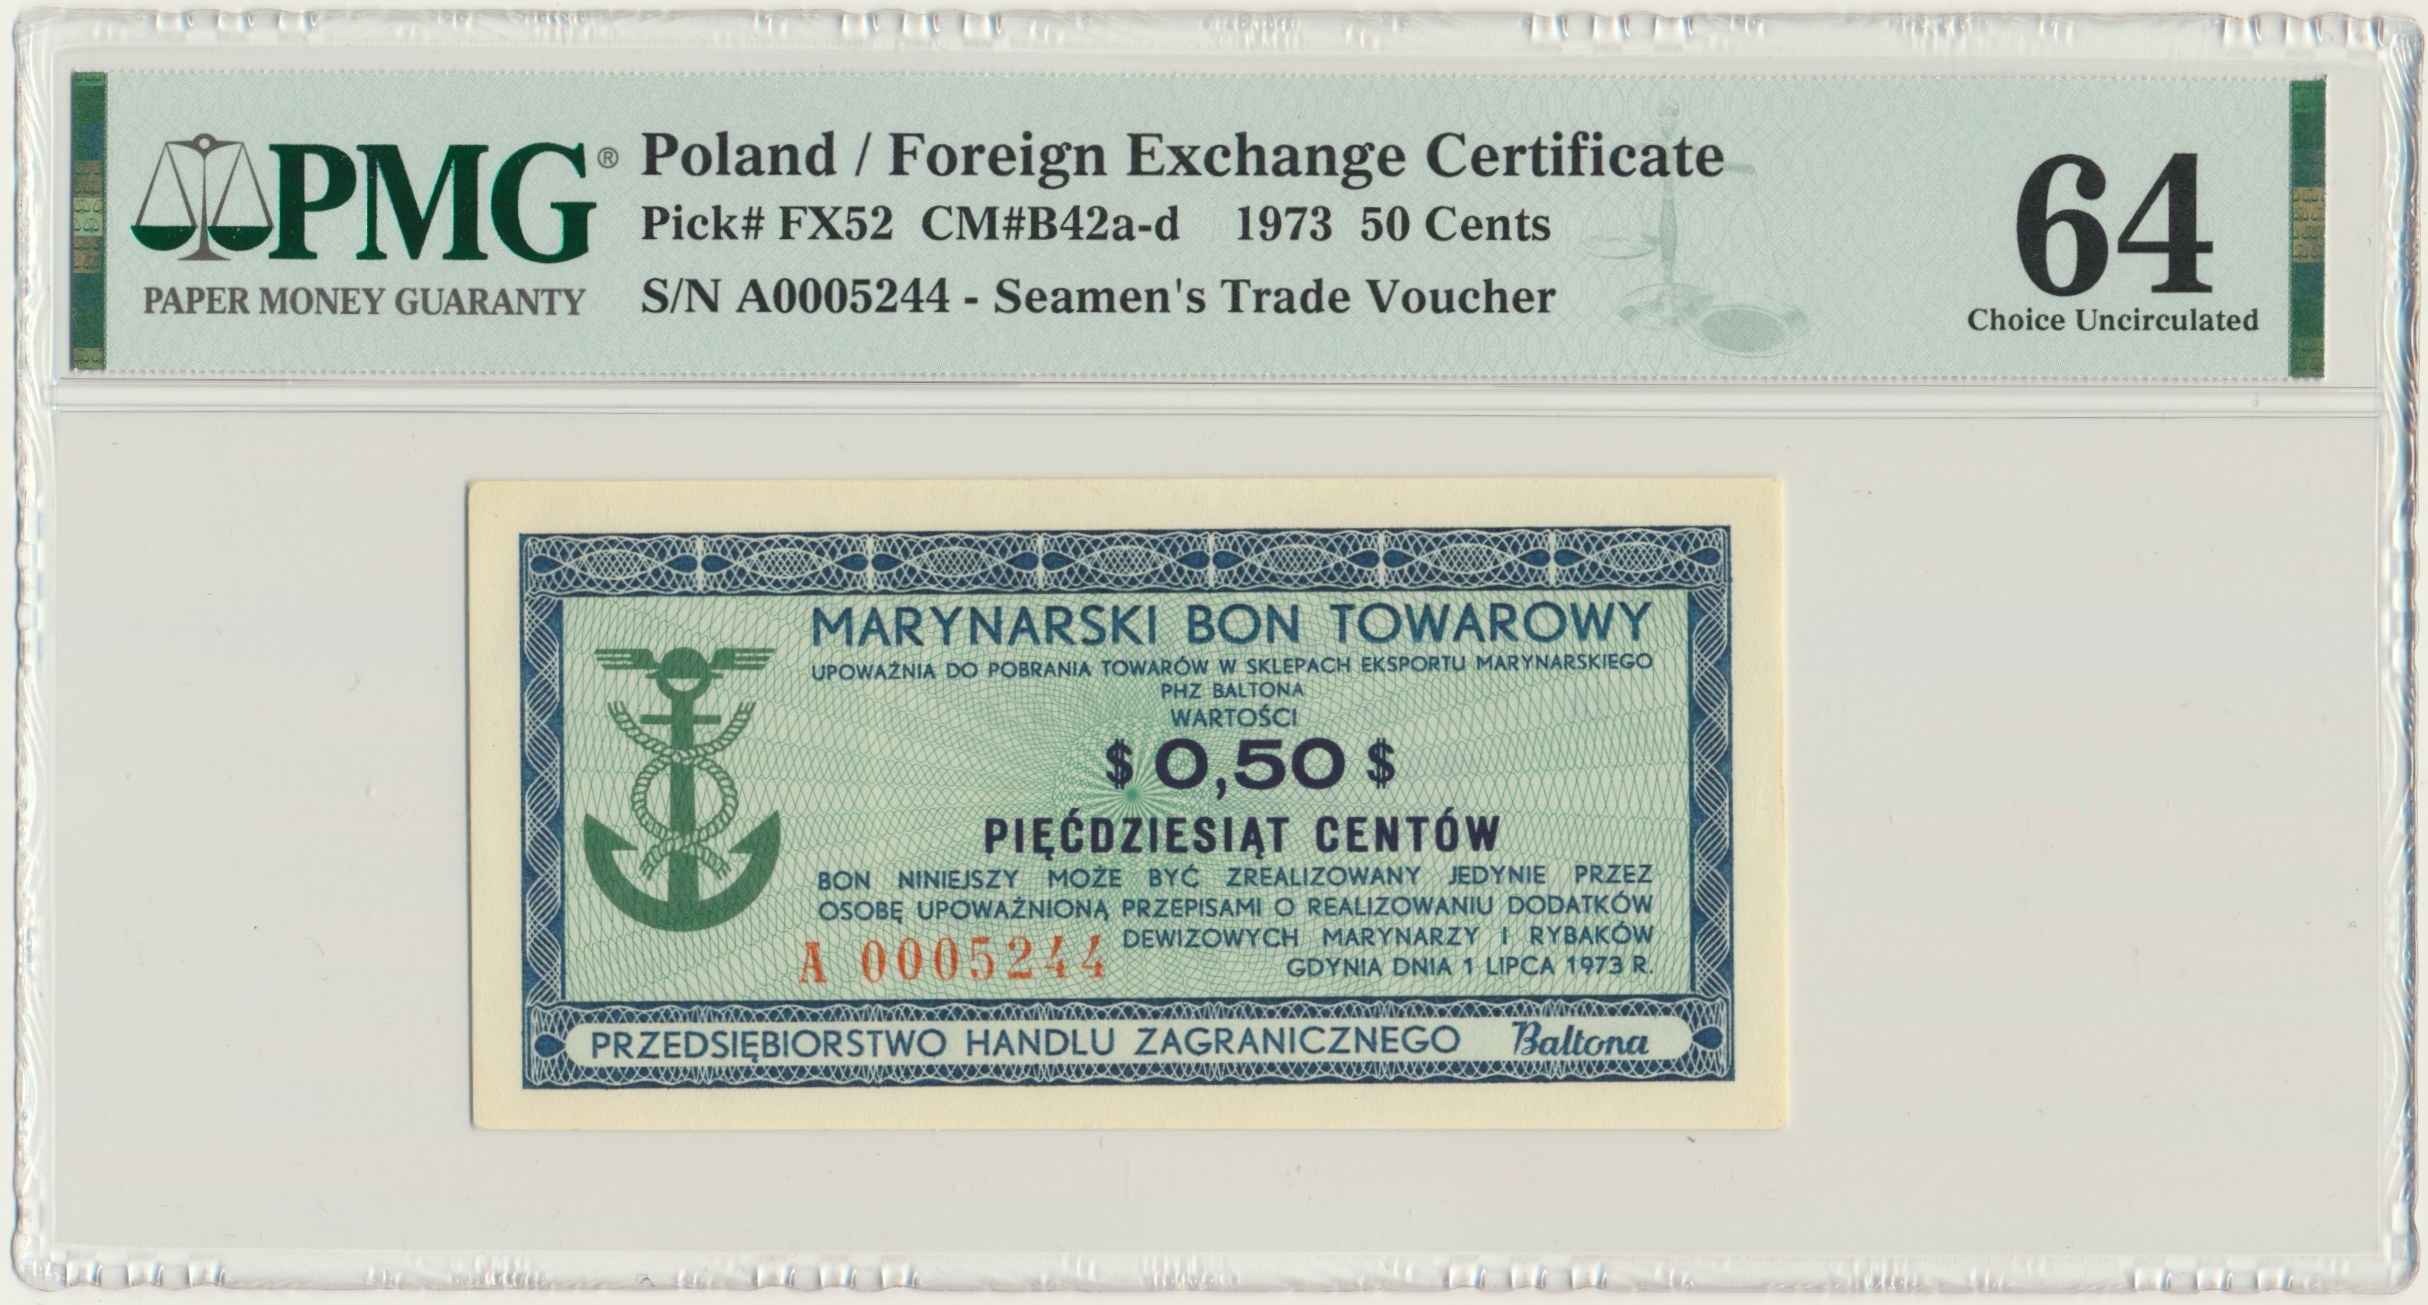 PMG®
PAPER MONEY GUARANTY
Poland / Foreign Exchange Certificate
Pick# FX52 CM#B42a-d 1973 50 Cents
S/N A0005244 - Seamen's Trade Voucher
64
Choice Uncirculated
MARYNARSKI BON TOWAROWY
UPOWAŻNIA DO POBRANIA TOWARÓW W SKLEPACH EKSPORTU MARYNARSKIEGO
PHZ BALTONA
WARTOŚCI
$ 0,50 $
PIĘĆDZIESIĄT CENTÓW
BON NINIEJSZY MOŻE BYĆ ZREALIZOWANY JEDYNIE PRZEZ
OSOBĘ UPOWAŻNIONĄ PRZEPISAMI O REALIZOWANIU DODATKÓW
DEWIZOWYCH MARYNARZY I RYBAKÓW
A 0005244
GDYNIA DNIA 1 LIPCA 1973 R.
PRZEDSIĘBIORSTWO HANDLU ZAGRANICZNEGO Baltona